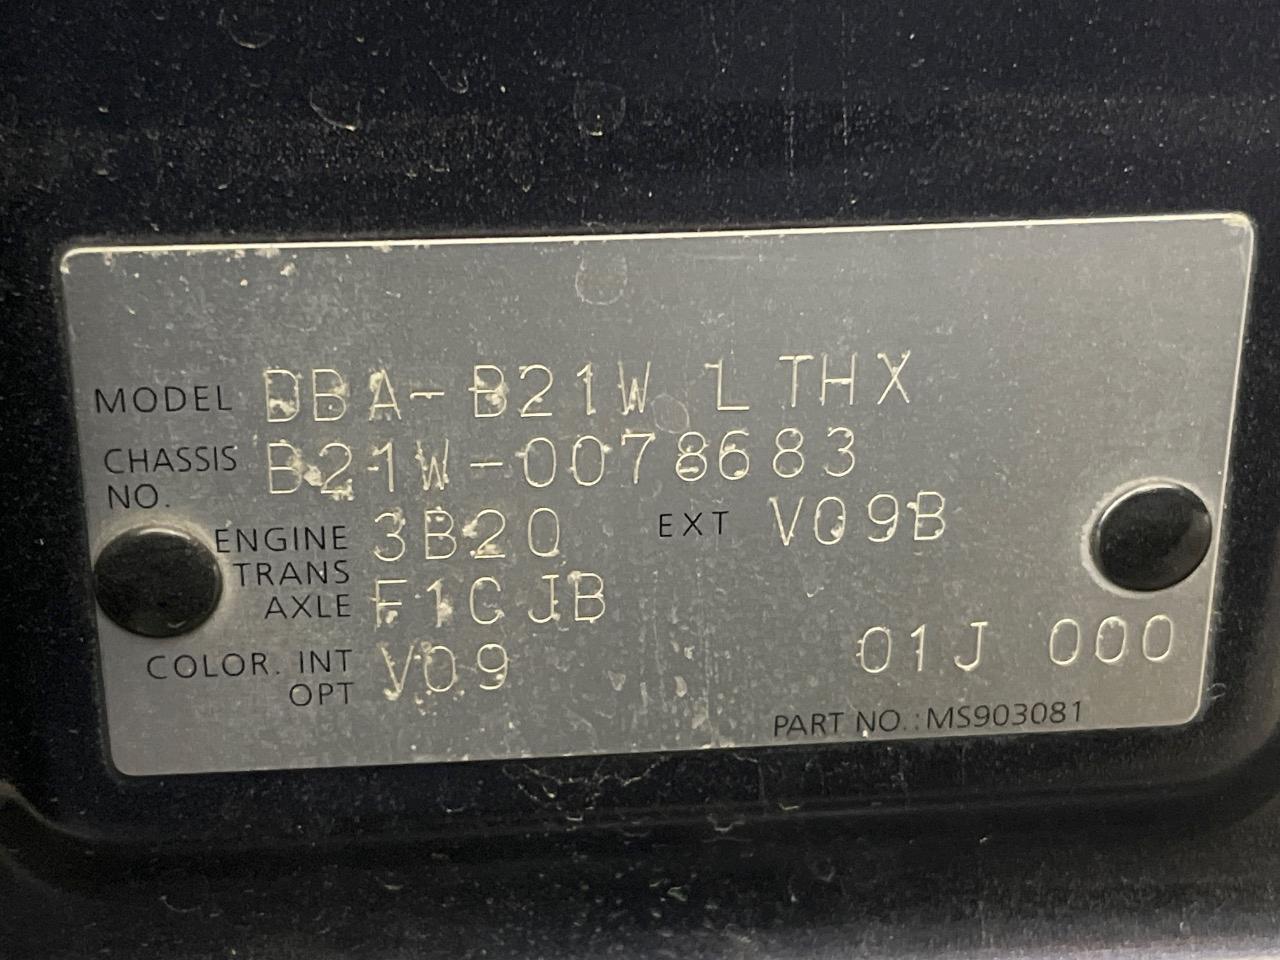 MODEL DBA-B21W LTHX
CHASSIS NO. B21W-0078683
ENGINE 3B20 EXT V09B
TRANS AXLE F1CJB
COLOR. INT V09 01J 000
OPT
PART NO.: MS903081